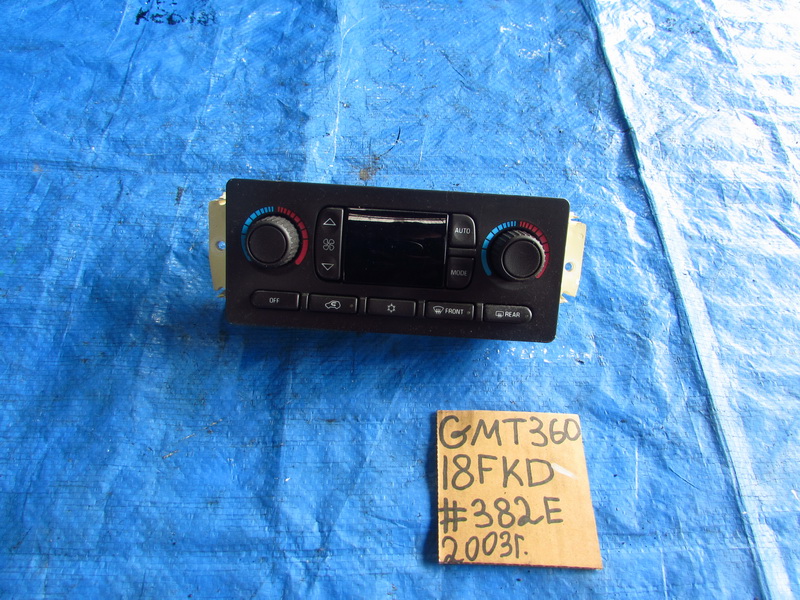 AUTO
MODE
OFF
FRONT
REAR
GMT360
18FKD
#382E
2003г.